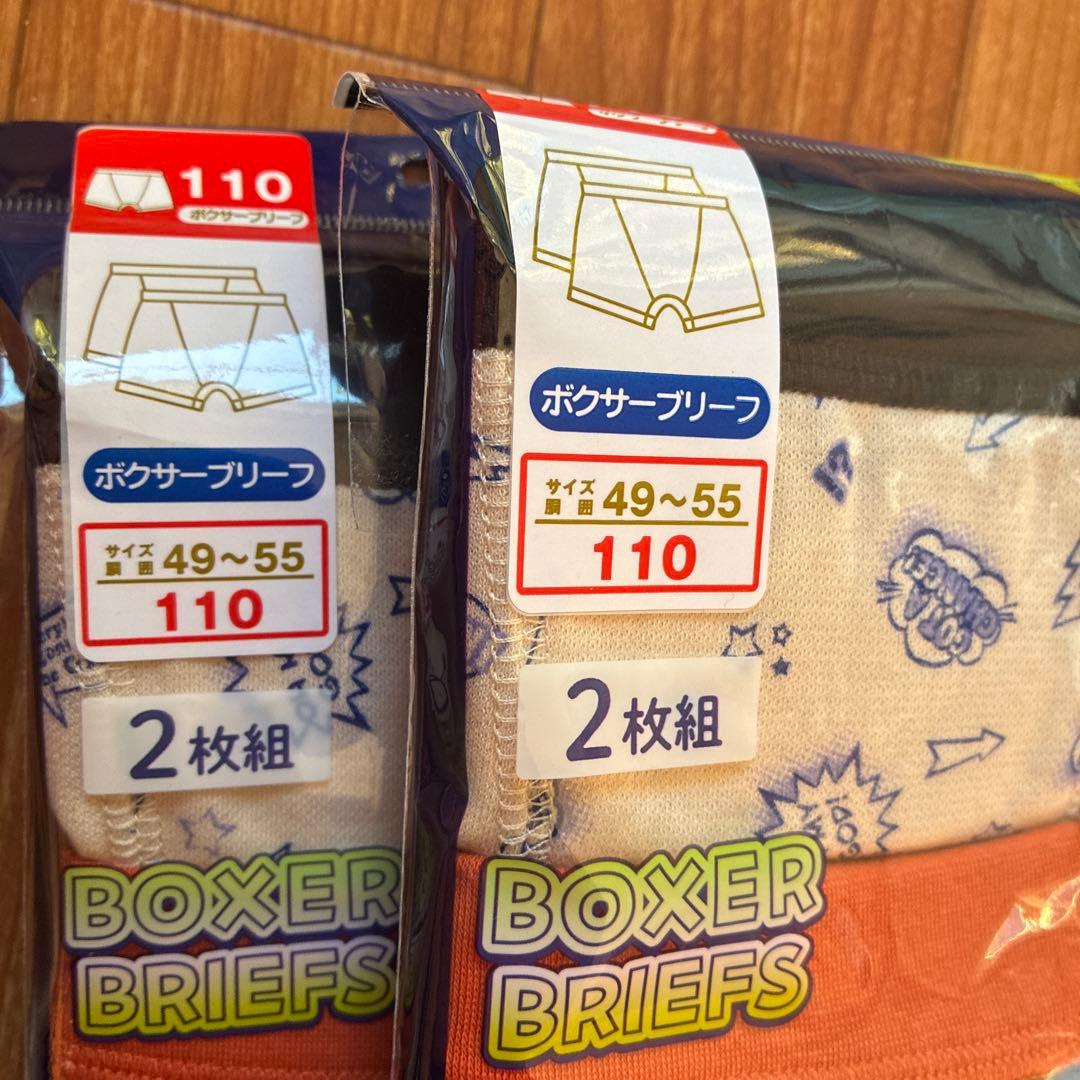 110
ボクサーブリーフ
ボクサーブリーフ
サイズ
胴囲 49〜55
110
2枚組
BOXER
BRIEFS
ボクサーブリーフ
サイズ
胴囲 49〜55
110
2枚組
BOXER
BRIEFS